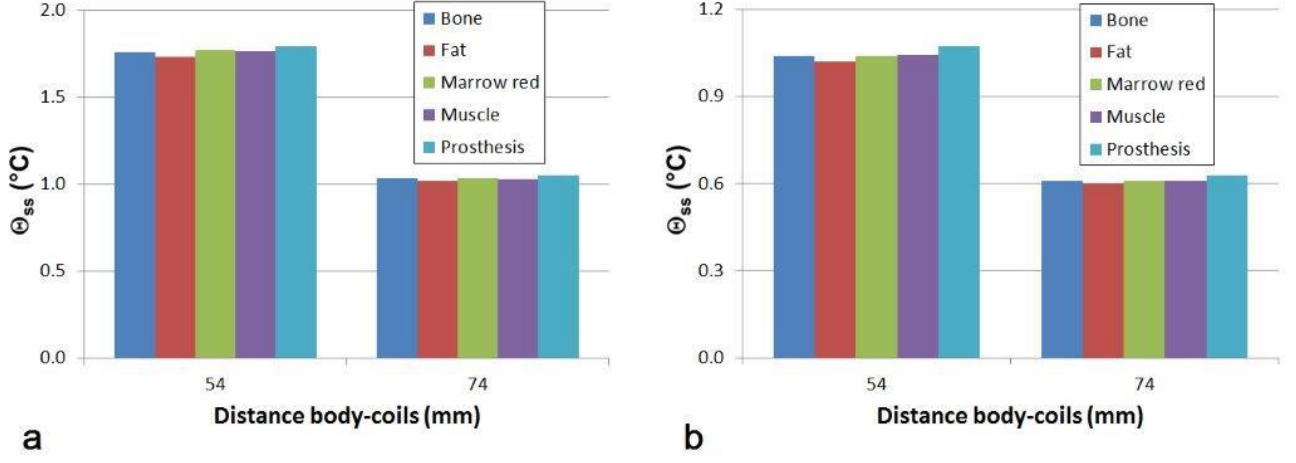 2.0
1.5
1.0
0.5
0.0
Θss (°C)
Bone
Fat
Marrow red
Muscle
Prosthesis
54
74
Distance body-coils (mm)
a
1.2
0.9
0.6
0.3
0.0
Θss (°C)
Bone
Fat
Marrow red
Muscle
Prosthesis
54
74
Distance body-coils (mm)
b